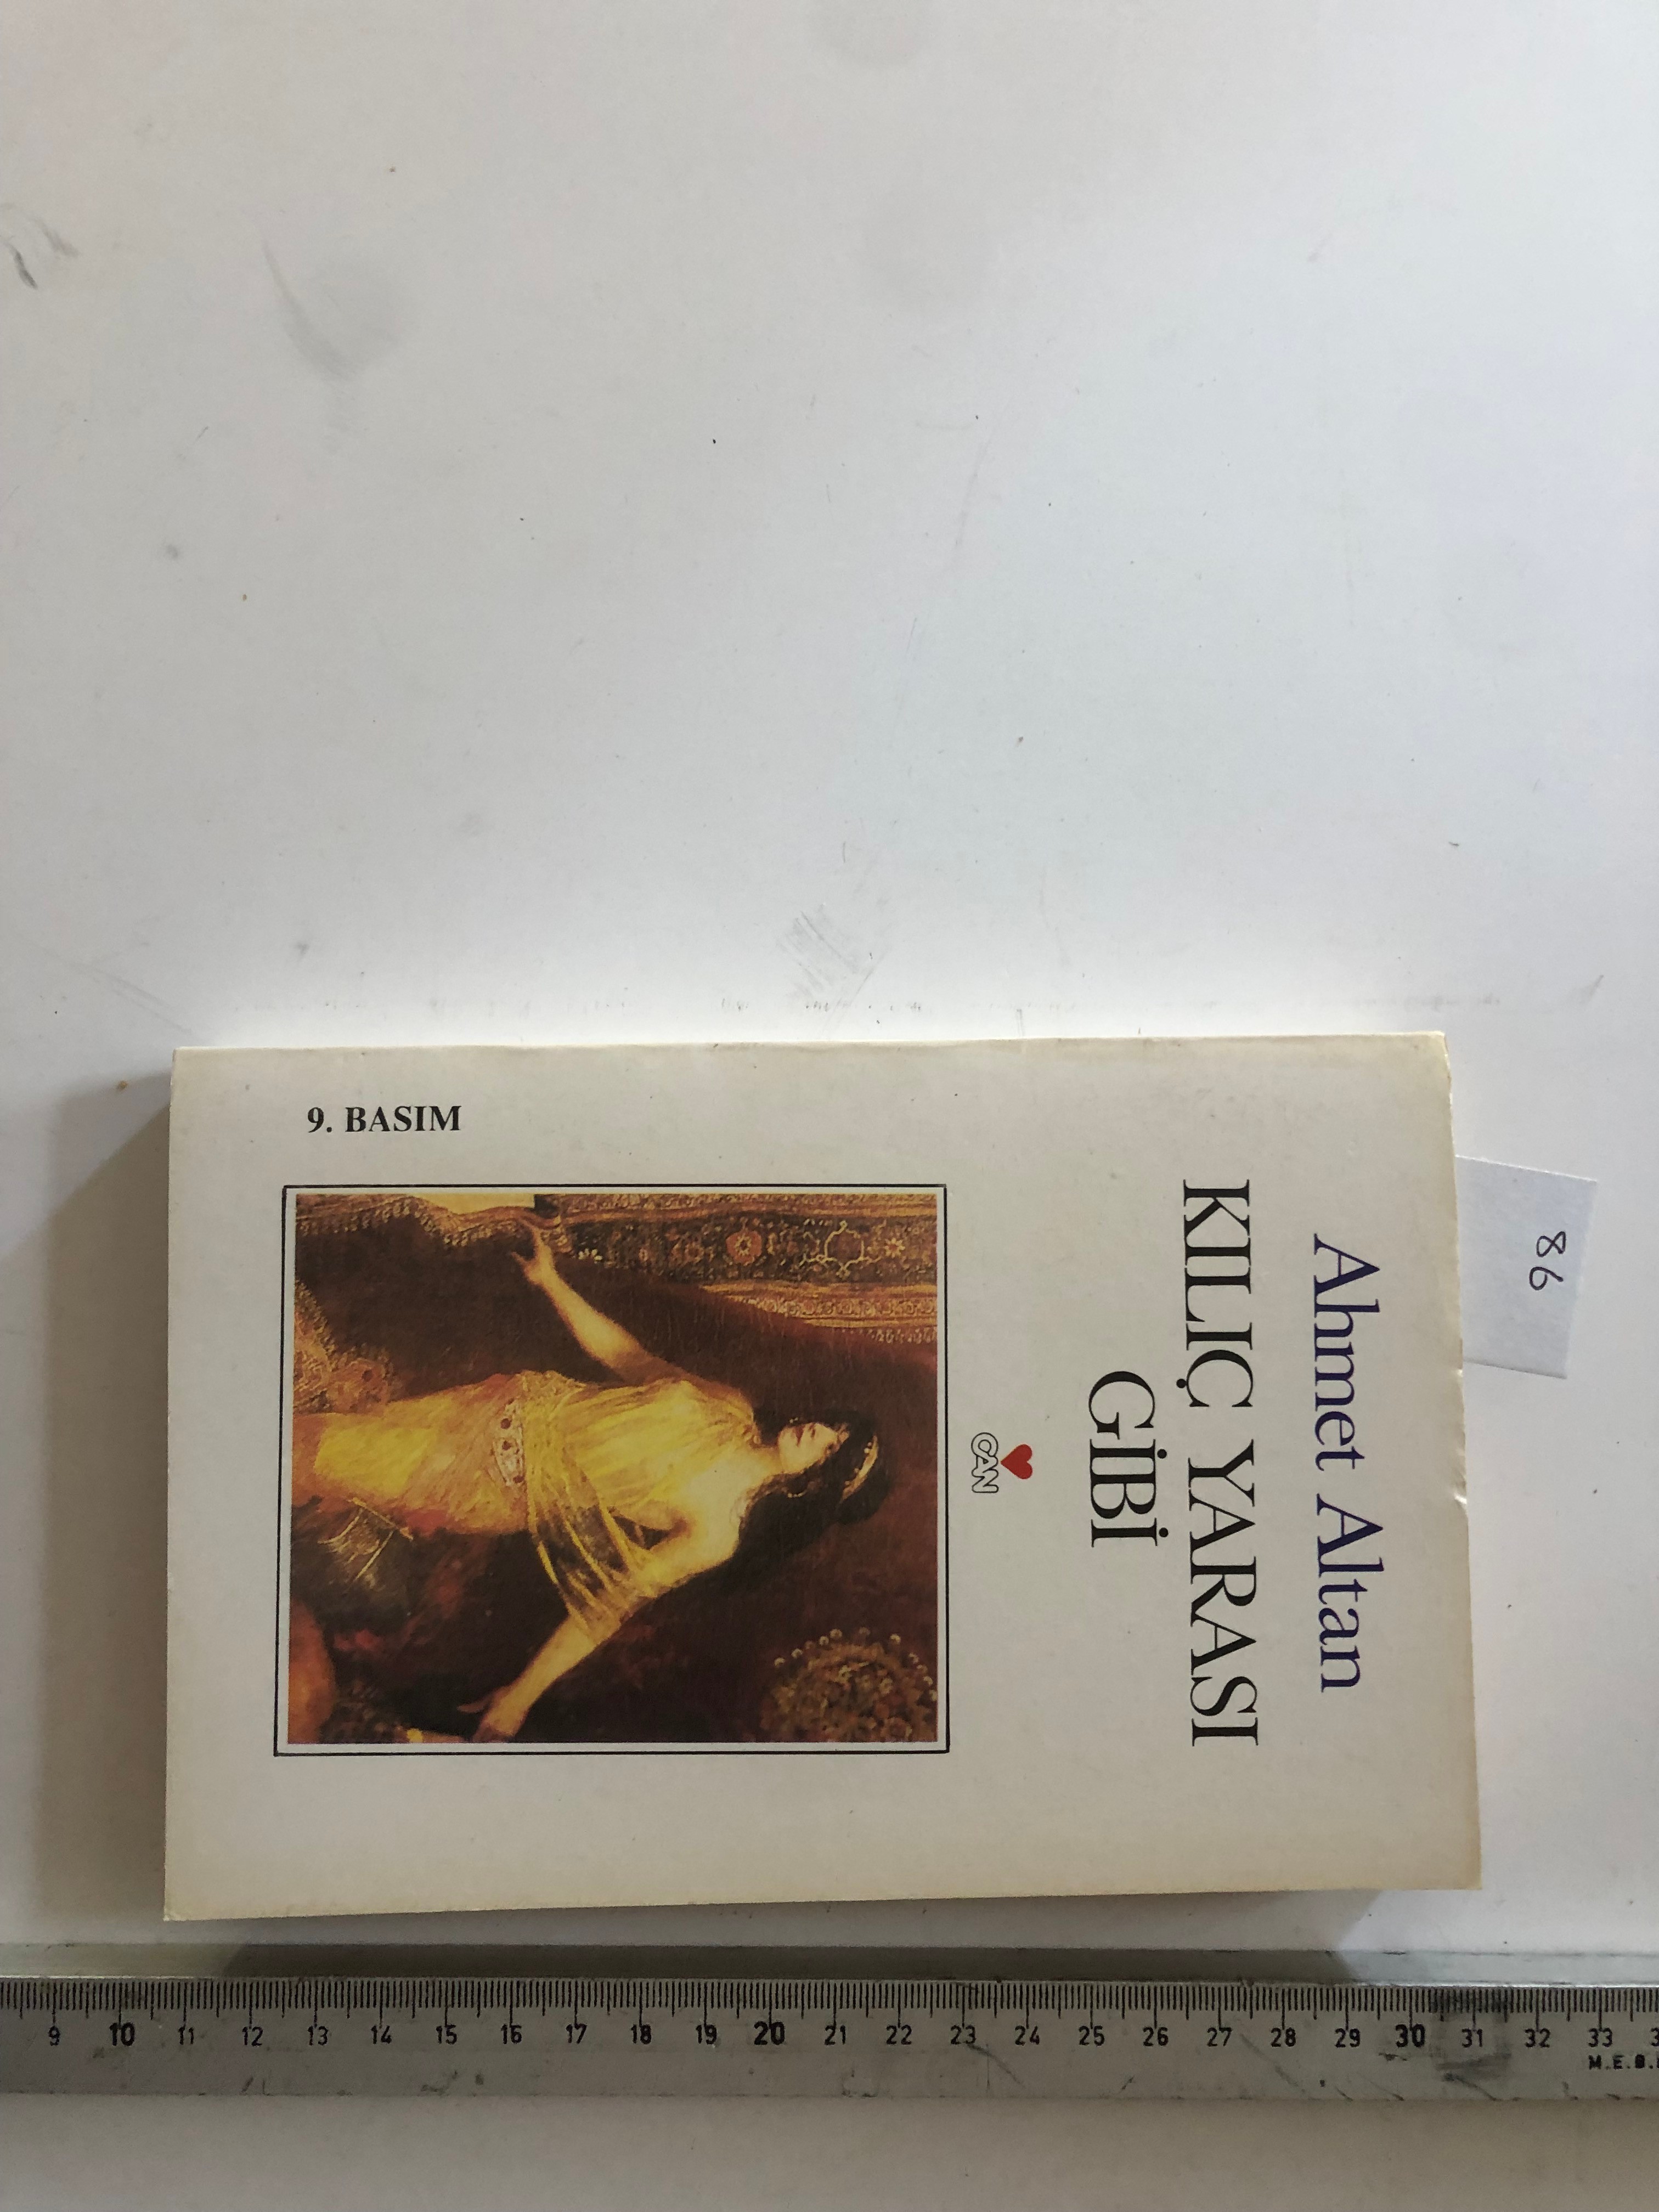 86
Ahmet Altan
KILIÇ YARASI
GİBİ
CAN
9. BASIM
9 10 11 12 13 14 15 16 17 18 19 20 21 22 23 24 25 26 27 28 29 30 31 32 33